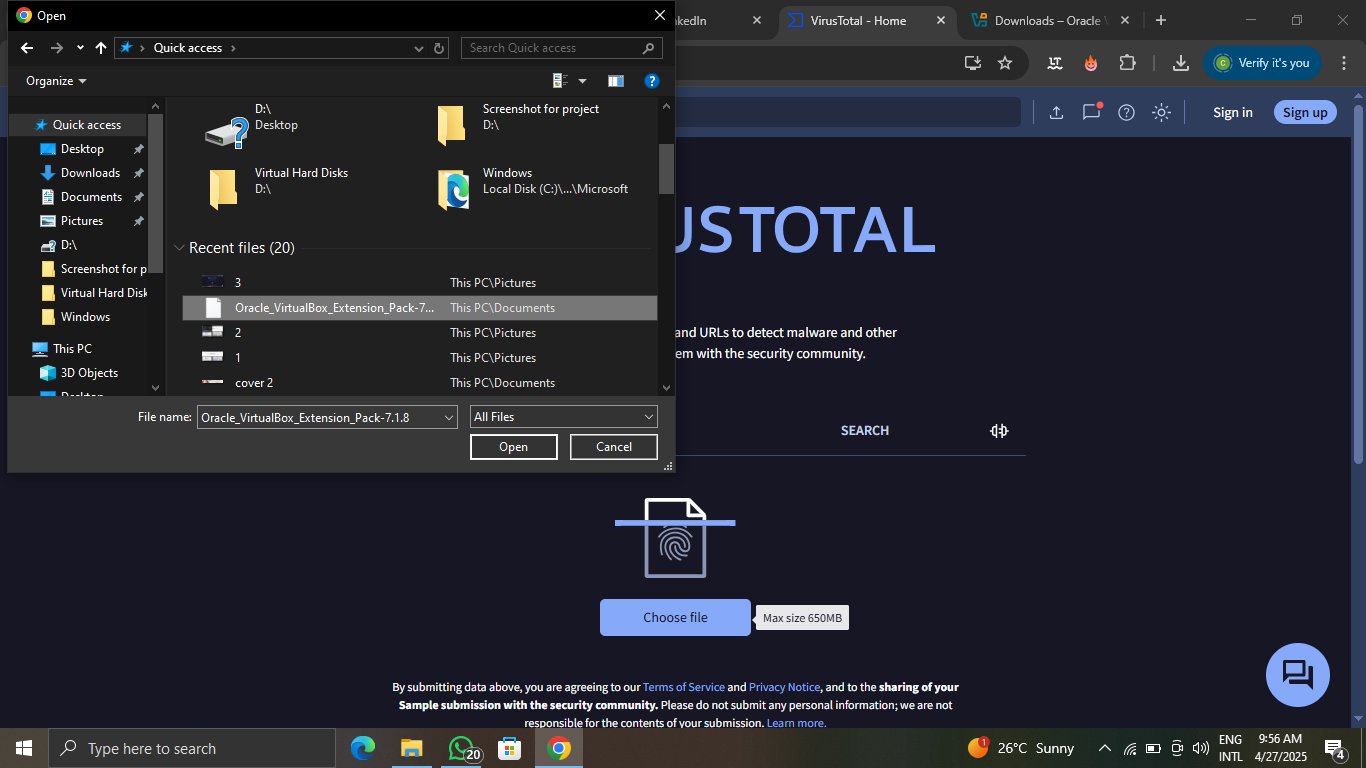 Open
Quick access
Search Quick access
Organize
Quick access
Desktop
Downloads
Documents
Pictures
D:\
Screenshot for p
Virtual Hard Disk
Windows
This PC
3D Objects
Desktop
D:\
Desktop
Screenshot for project
D:\
Virtual Hard Disks
D:\
Windows
Local Disk (C:)\...\Microsoft
Recent files (20)
3 This PC\Pictures
Oracle_VirtualBox_Extension_Pack-7... This PC\Documents
2 This PC\Pictures
1 This PC\Pictures
cover 2 This PC\Documents
File name: Oracle_VirtualBox_Extension_Pack-7.1.8 All Files
Open Cancel
nkedIn VirusTotal - Home Downloads – Oracle
LT C Verify it's you
Sign in Sign up
USTOTAL
and URLs to detect malware and other
em with the security community.
SEARCH
Choose file Max size 650MB
By submitting data above, you are agreeing to our Terms of Service and Privacy Notice, and to the sharing of your
Sample submission with the security community. Please do not submit any personal information; we are not
responsible for the contents of your submission. Learn more.
Type here to search
20
1
26°C Sunny
ENG
INTL
9:56 AM
4/27/2025
4